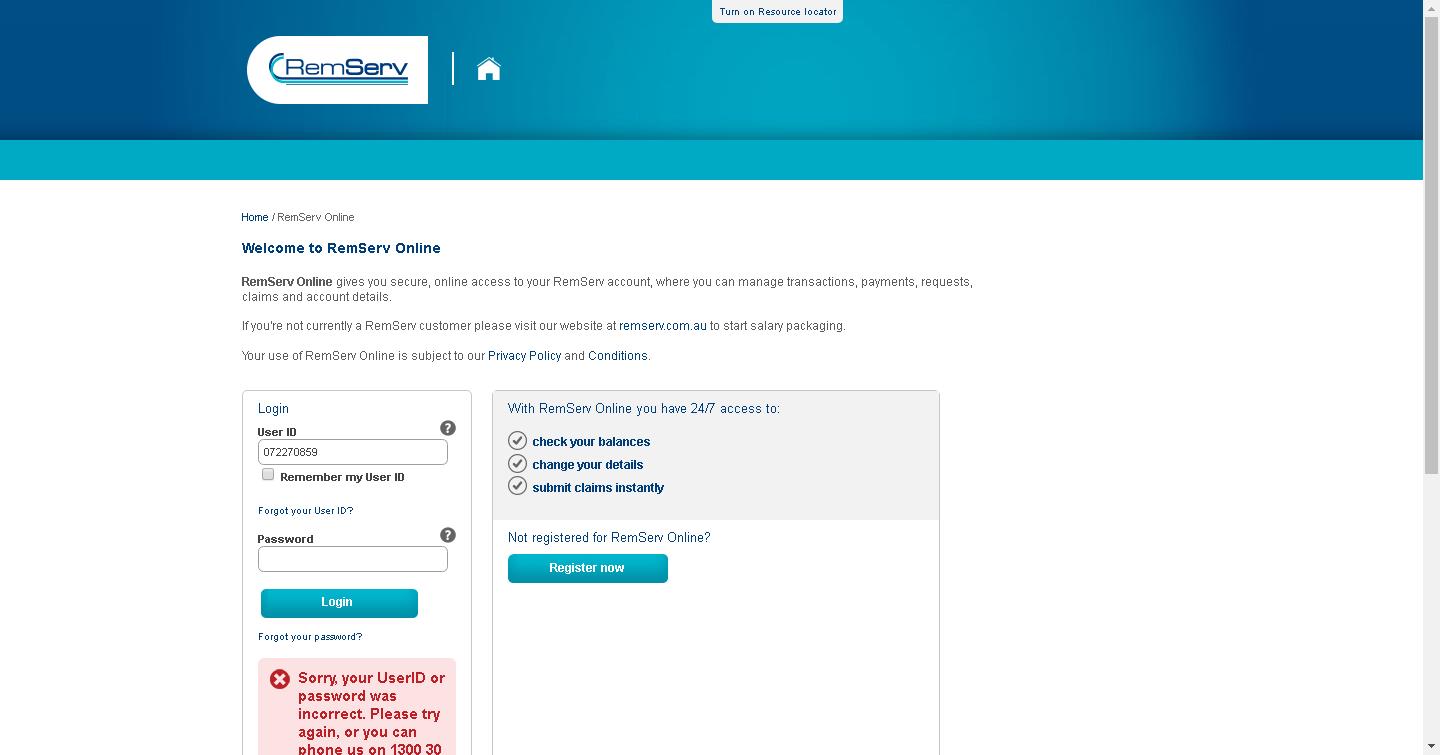 Turn on Resource locator
RemServ
Home / RemServ Online
Welcome to RemServ Online
RemServ Online gives you secure, online access to your RemServ account, where you can manage transactions, payments, requests,
claims and account details.
If you're not currently a RemServ customer please visit our website at remserv.com.au to start salary packaging.
Your use of RemServ Online is subject to our Privacy Policy and Conditions.
Login
User ID
072270859
Remember my User ID
Forgot your User ID?
Password
Login
Forgot your password?
Sorry, your UserID or
password was
incorrect. Please try
again, or you can
phone us on 1300 30
With RemServ Online you have 24/7 access to:
check your balances
change your details
submit claims instantly
Not registered for RemServ Online?
Register now